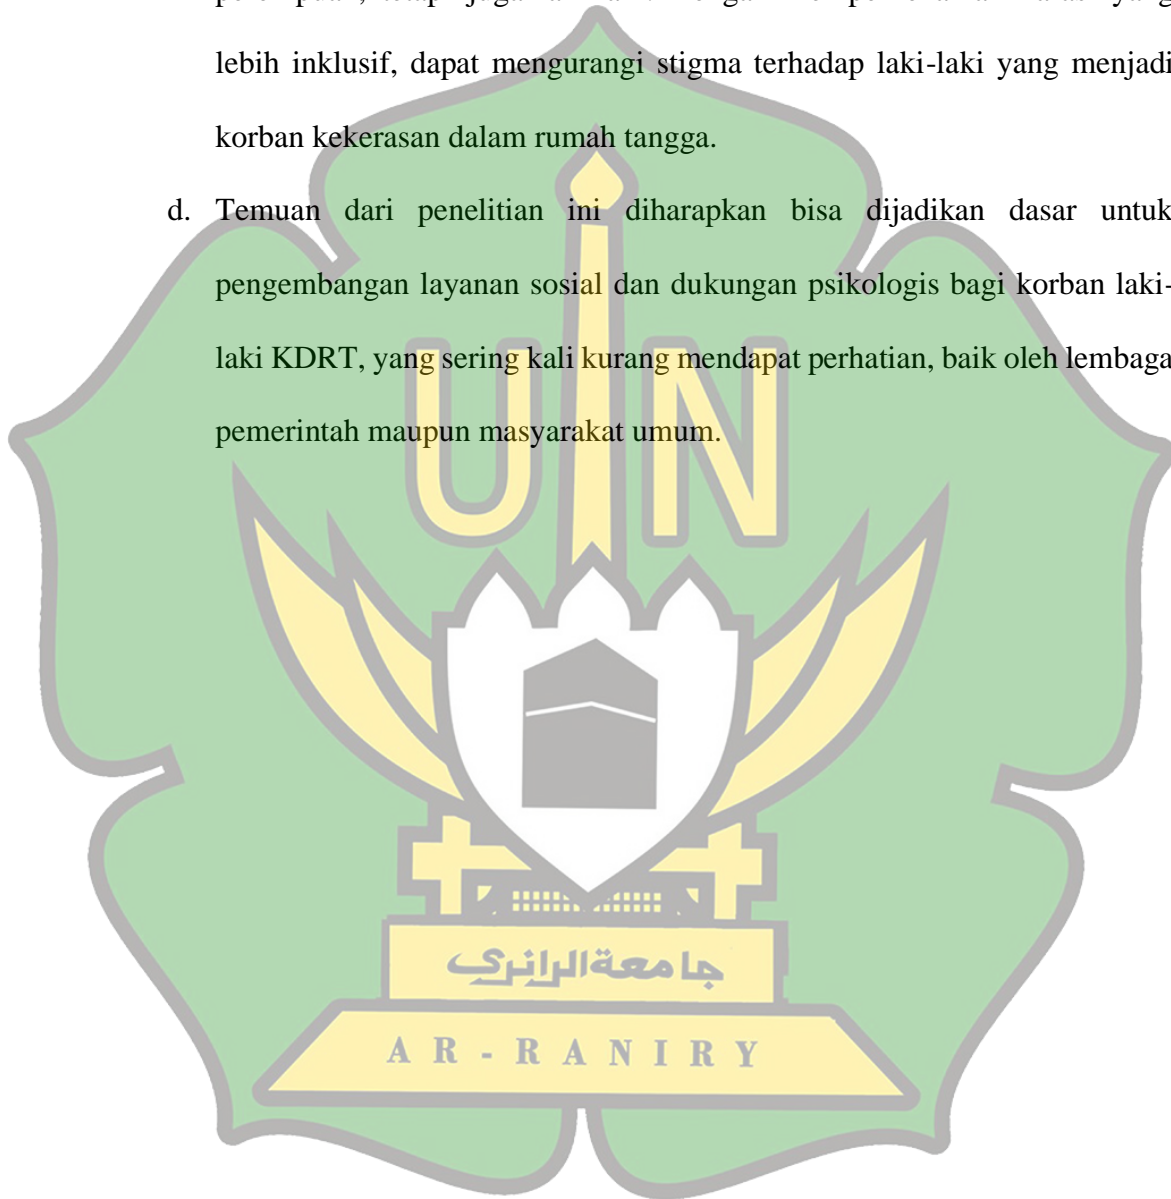 lebih inklusif, dapat mengurangi stigma terhadap laki-laki yang menjadi
korban kekerasan dalam rumah tangga.
d. Temuan dari penelitian ini diharapkan bisa dijadikan dasar untuk
pengembangan layanan sosial dan dukungan psikologis bagi korban laki-
laki KDRT, yang sering kali kurang mendapat perhatian, baik oleh lembaga
pemerintah maupun masyarakat umum.
UIN
جامعة الرانري
AR-RANIRY